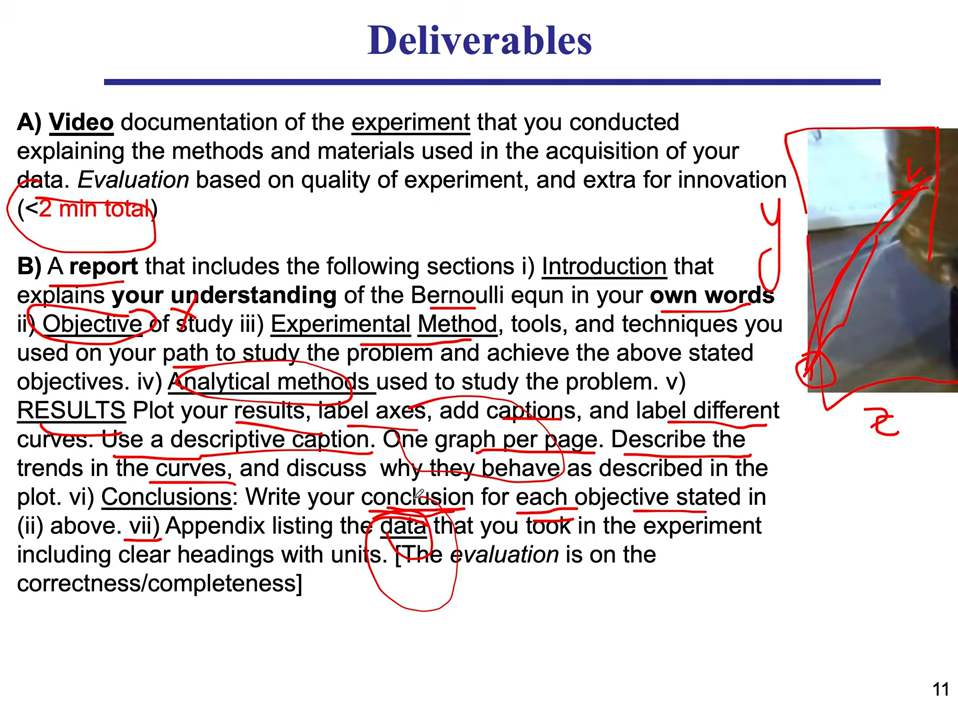 Deliverables
A) Video documentation of the experiment that you conducted
explaining the methods and materials used in the acquisition of your
data. Evaluation based on quality of experiment, and extra for innovation
(<2 min total)
B) A report that includes the following sections i) Introduction that
explains your understanding of the Bernoulli equn in your own words
ii) Objective of study iii) Experimental Method, tools, and techniques you
used on your path to study the problem and achieve the above stated
objectives. iv) Analytical methods used to study the problem. v)
RESULTS Plot your results, label axes, add captions, and label different
curves. Use a descriptive caption. One graph per page. Describe the
trends in the curves, and discuss why they behave as described in the
plot. vi) Conclusions: Write your conclusion for each objective stated in
(ii) above. vii) Appendix listing the data that you took in the experiment
including clear headings with units. [The evaluation is on the
correctness/completeness]
y
z
11